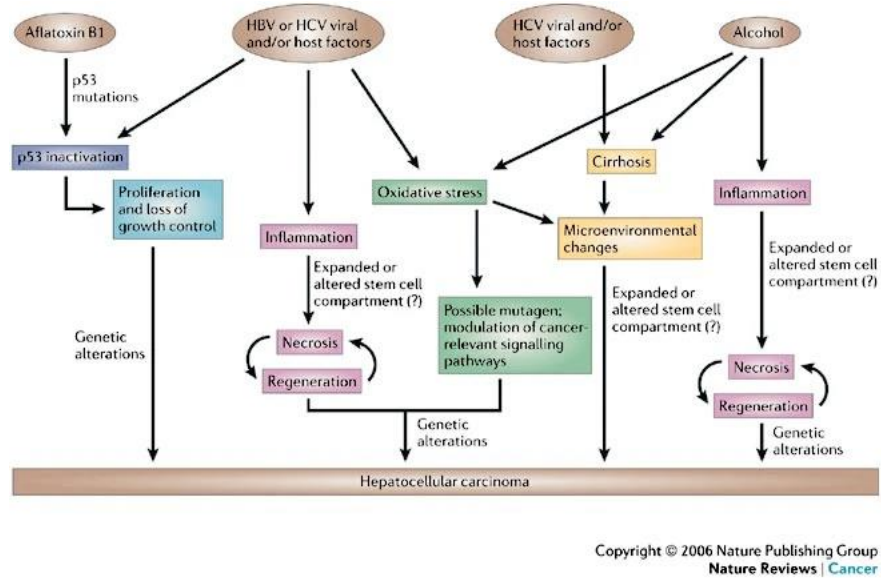 Aflatoxin B1
HBV or HCV viral
and/or host factors
HCV viral and/or
host factors
Alcohol
p53
mutations
p53 inactivation
Cirrhosis
Proliferation
and loss of
growth control
Oxidative stress
Inflammation
Inflammation
Microenvironmental
changes
Expanded or
altered stem cell
compartment (?)
Expanded or
altered stem cell
compartment (?)
Expanded or
altered stem cell
compartment (?)
Possible mutagen;
modulation of cancer-
relevant signalling
pathways
Genetic
alterations
Necrosis
Regeneration
Necrosis
Regeneration
Genetic
alterations
Genetic
alterations
Hepatocellular carcinoma
Copyright © 2006 Nature Publishing Group
Nature Reviews | Cancer